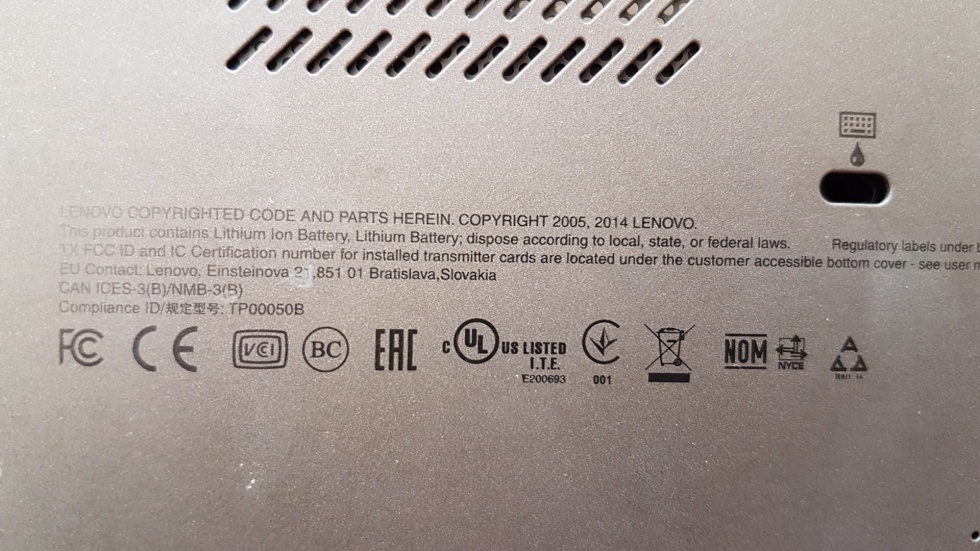 LENOVO COPYRIGHTED CODE AND PARTS HEREIN. COPYRIGHT 2005, 2014 LENOVO.
This product contains Lithium Ion Battery, Lithium Battery; dispose according to local, state, or federal laws. Regulatory labels under
TX FCC ID and IC Certification number for installed transmitter cards are located under the customer accessible bottom cover - see user
EU Contact: Lenovo, Einsteinova 21,851 01 Bratislava,Slovakia
CAN ICES-3(B)/NMB-3(B)
Compliance ID/规定型号: TP00050B
FC CE VCI BC EAC C UL US LISTED NOM
I.T.E.
E200693 001 NYCE